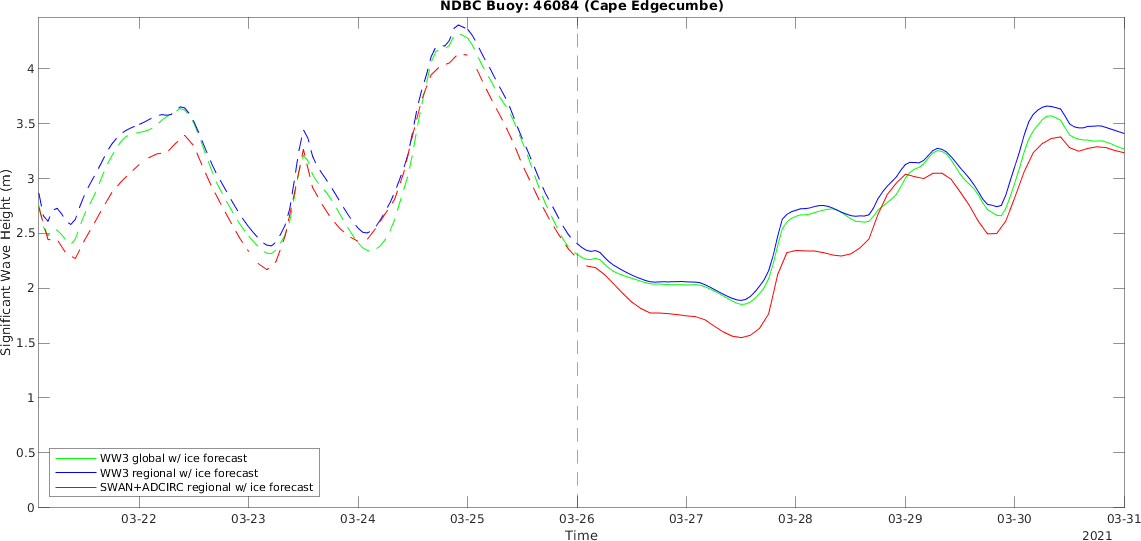 NDBC Buoy: 46084 (Cape Edgecumbe)
Significant Wave Height (m)
4
3.5
3
2.5
2
1.5
1
0.5
0
WW3 global w/ ice forecast
WW3 regional w/ ice forecast
SWAN+ADCIRC regional w/ ice forecast
03-22 03-23 03-24 03-25 03-26 03-27 03-28 03-29 03-30 03-31
Time
2021